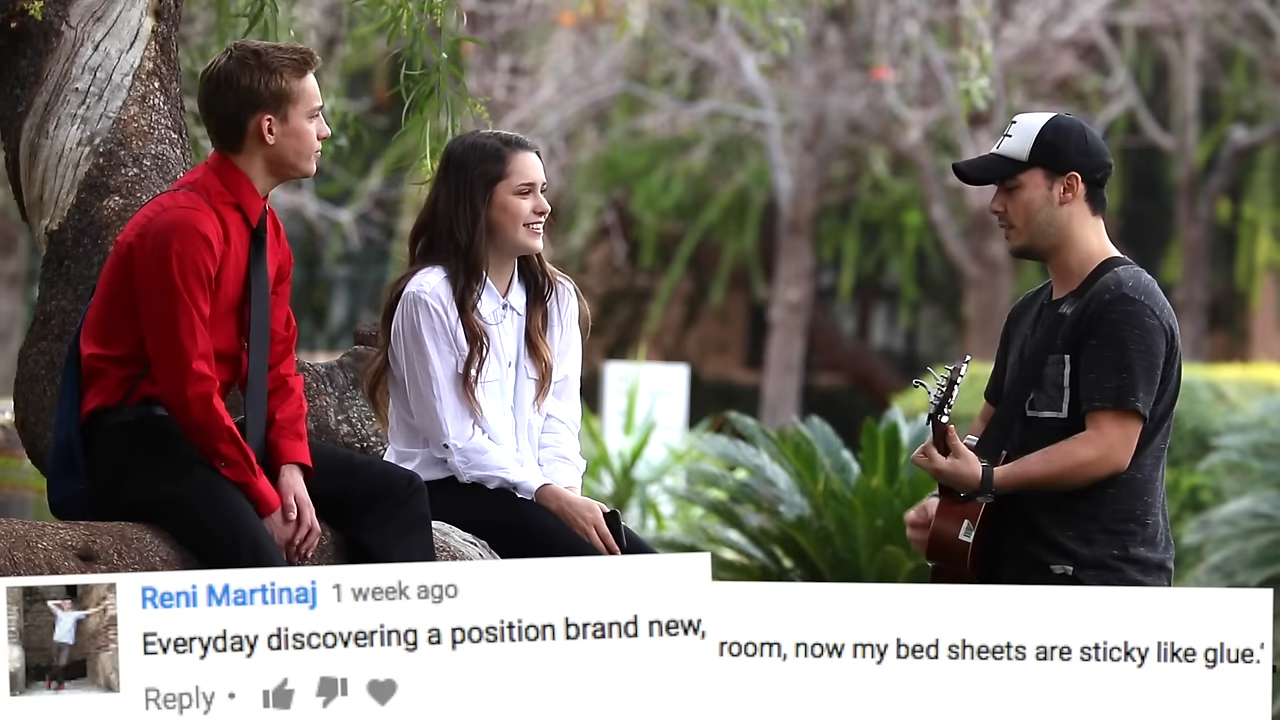 Reni Martinaj 1 week ago
Everyday discovering a position brand new,
room, now my bed sheets are sticky like glue.'
Reply •